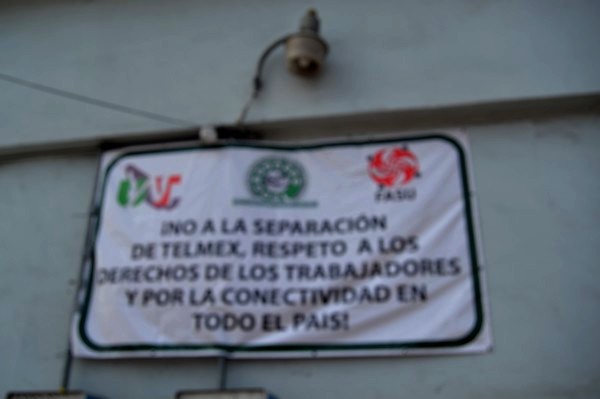 FASU
¡NO A LA SEPARACIÓN
DE TELMEX, RESPETO A LOS
DERECHOS DE LOS TRABAJADORES
Y POR LA CONECTIVIDAD EN
TODO EL PAIS!